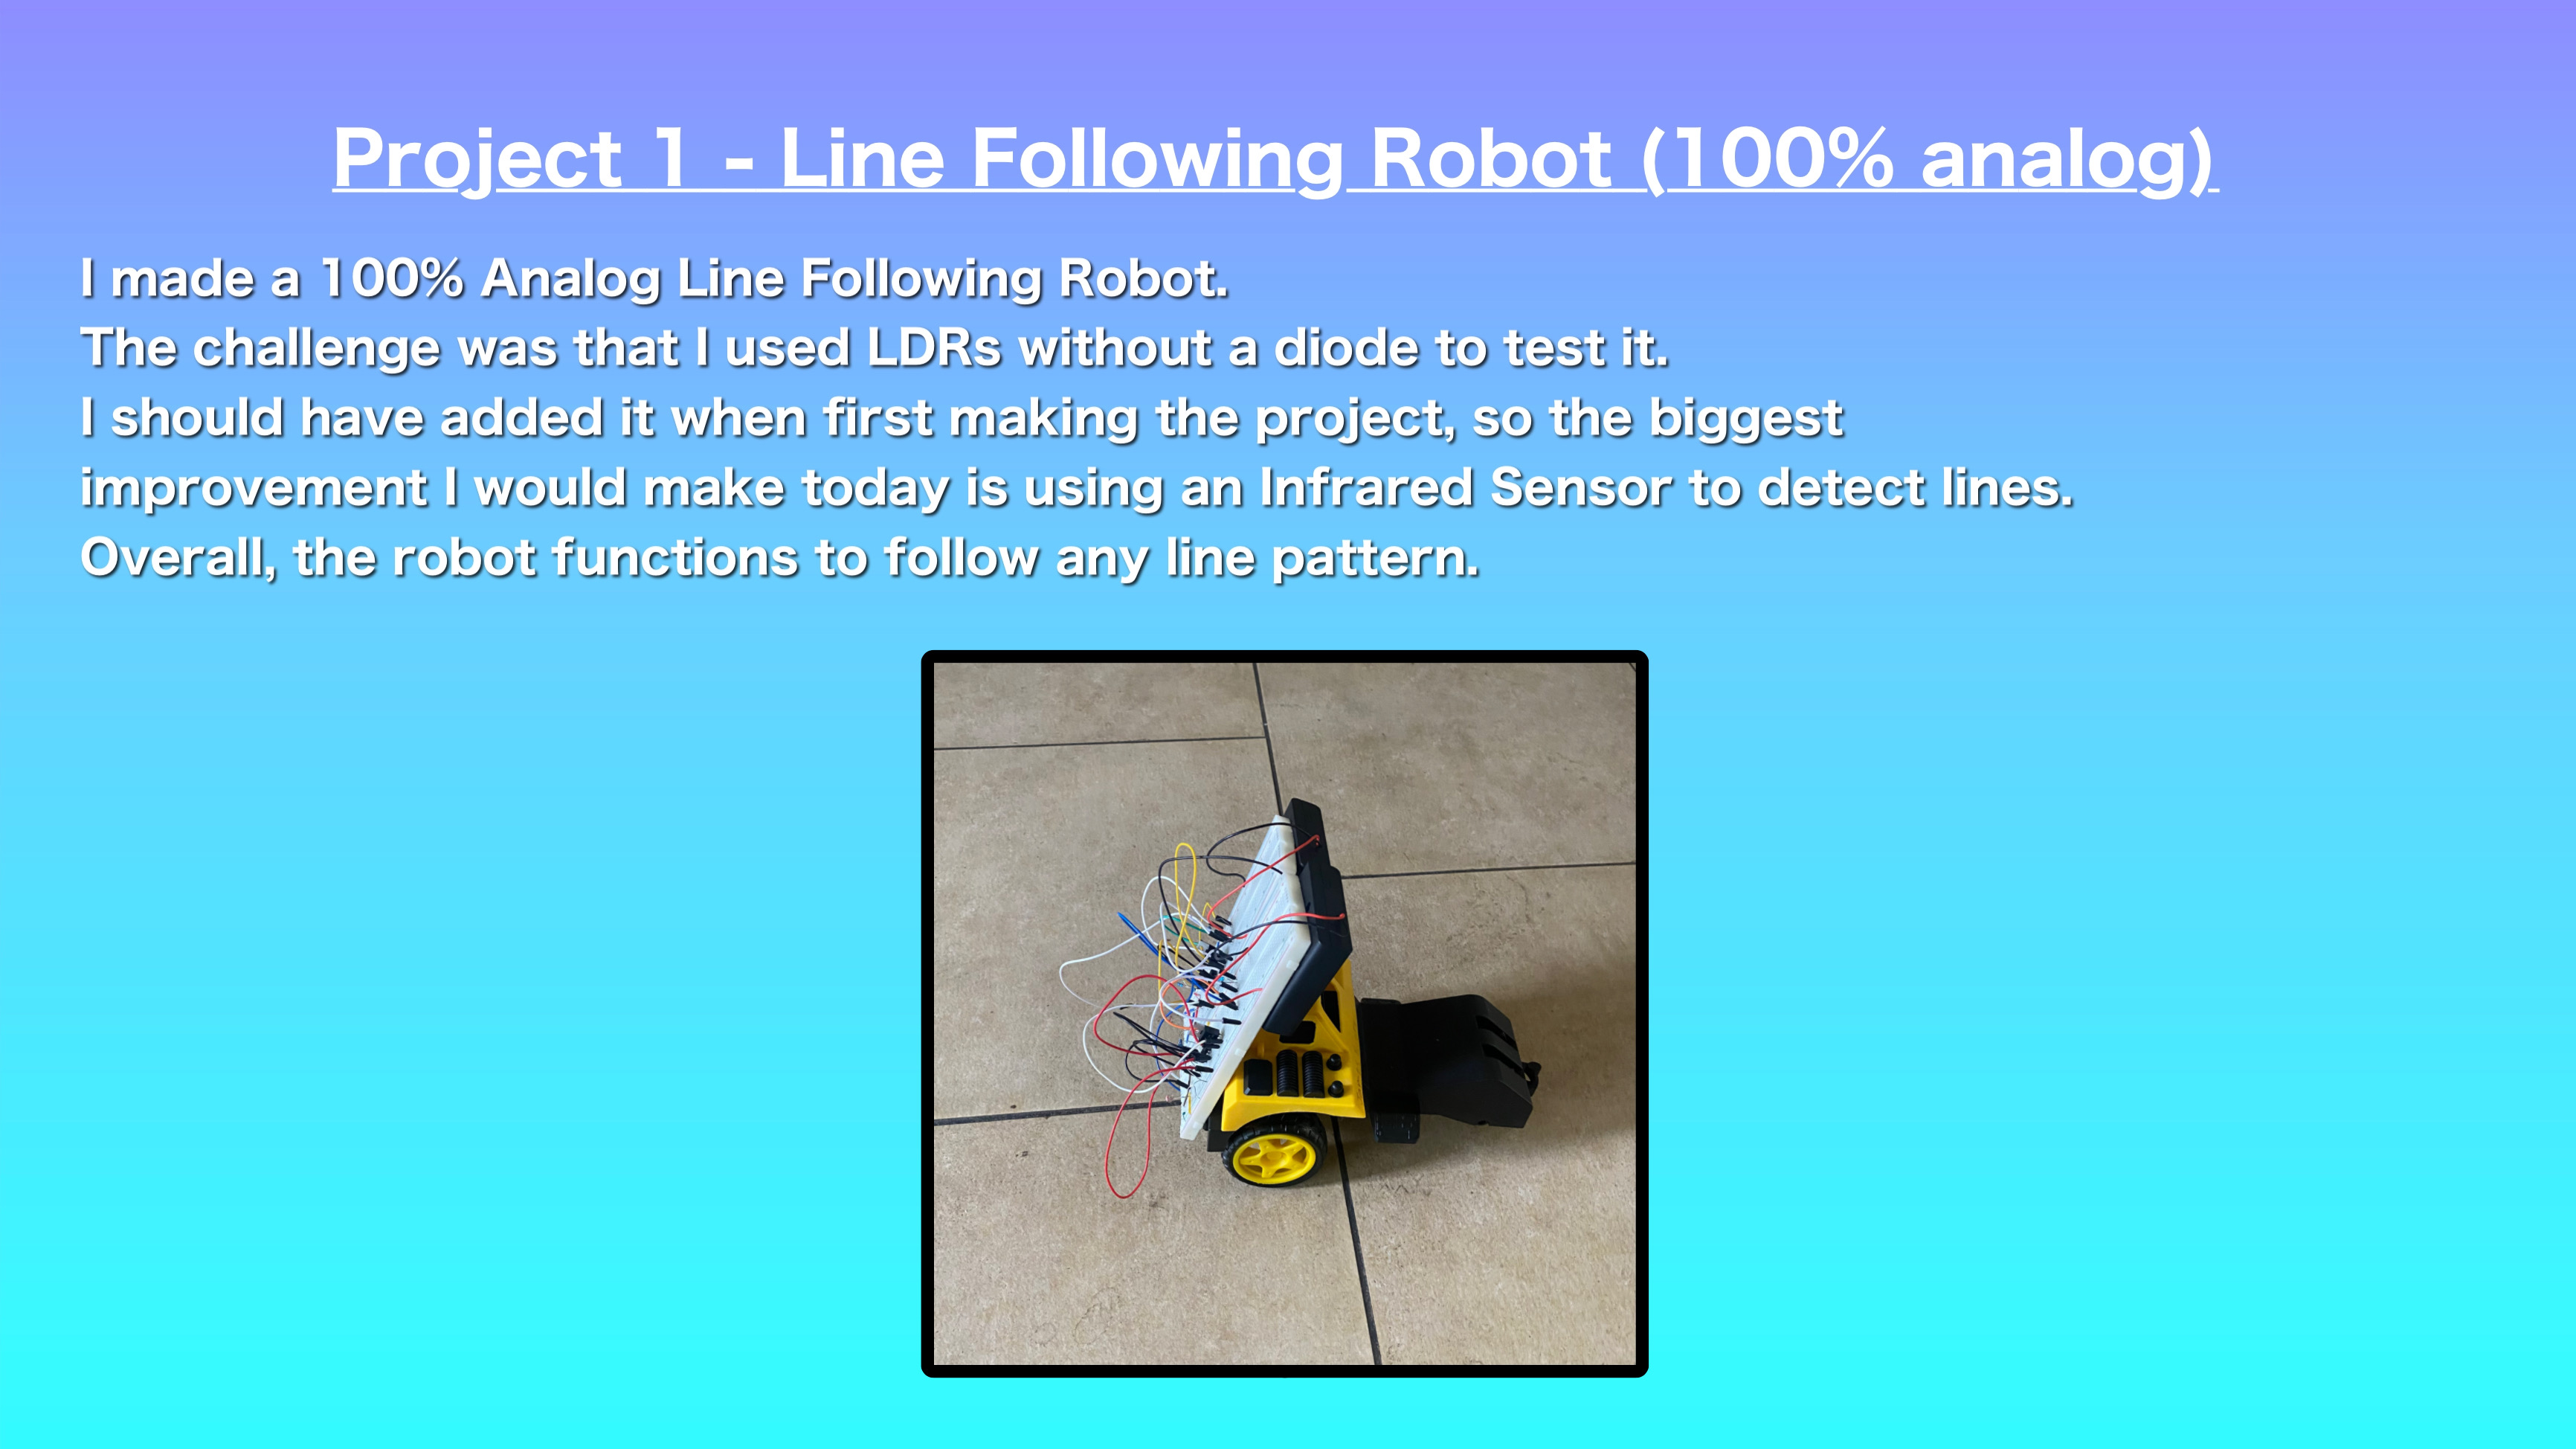 Project 1 - Line Following Robot (100% analog)
I made a 100% Analog Line Following Robot.
The challenge was that I used LDRs without a diode to test it.
I should have added it when first making the project, so the biggest
improvement I would make today is using an Infrared Sensor to detect lines.
Overall, the robot functions to follow any line pattern.